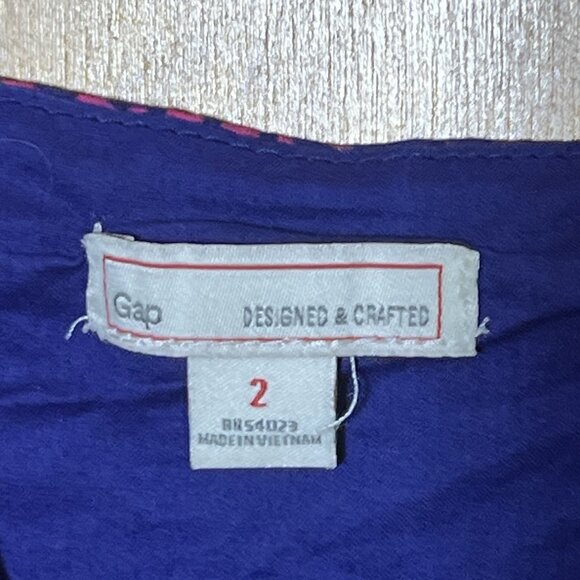 Gap
DESIGNED & CRAFTED
2
MADE IN VIETNAM